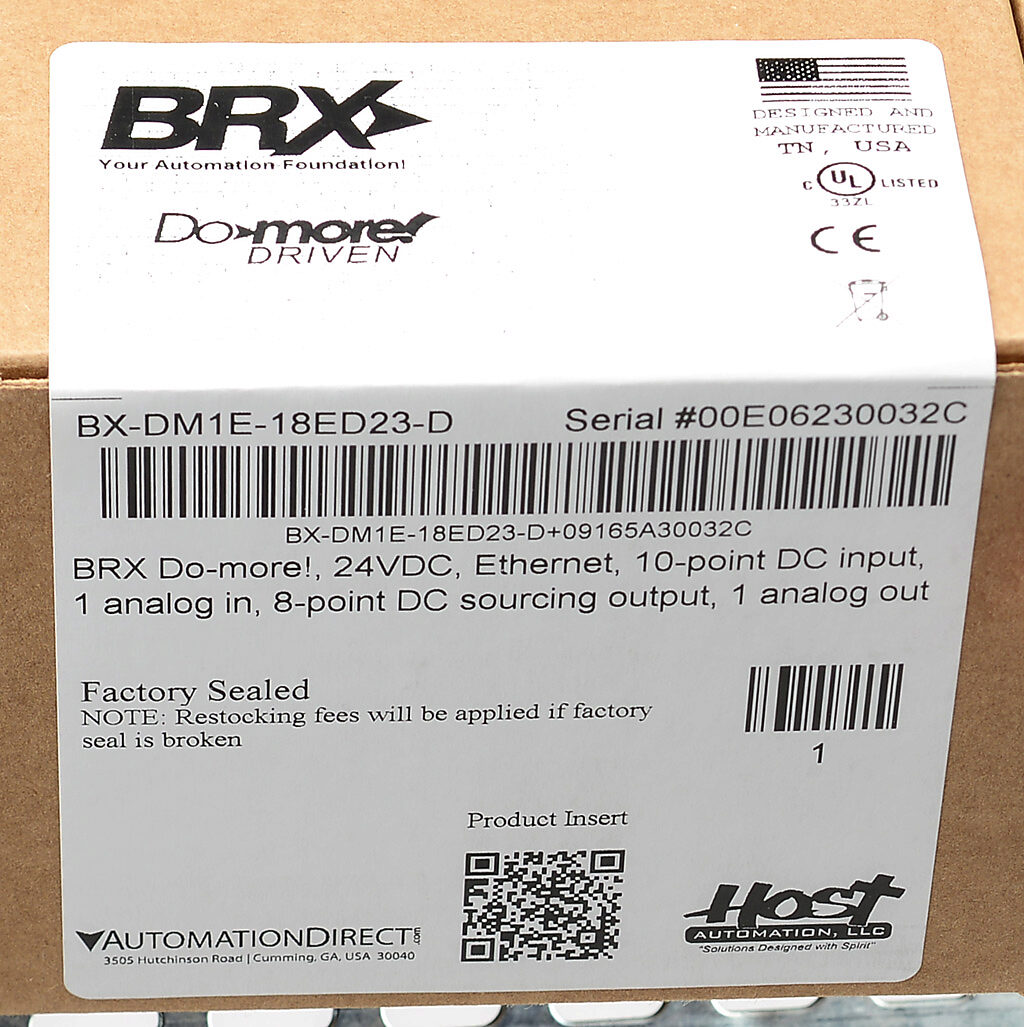 BRX
Your Automation Foundation!
Do-more!
DRIVEN
DESIGNED AND
MANUFACTURED
TN, USA
C UL LISTED
33ZL
CE
BX-DM1E-18ED23-D
Serial #00E06230032C
BX-DM1E-18ED23-D+09165A30032C
BRX Do-more!, 24VDC, Ethernet, 10-point DC input,
1 analog in, 8-point DC sourcing output, 1 analog out
Factory Sealed
NOTE: Restocking fees will be applied if factory
seal is broken
1
Product Insert
AUTOMATIONDIRECT.com
3505 Hutchinson Road | Cumming, GA, USA 30040
HOST
AUTOMATION, LLC
"Solutions Designed with Spirit"